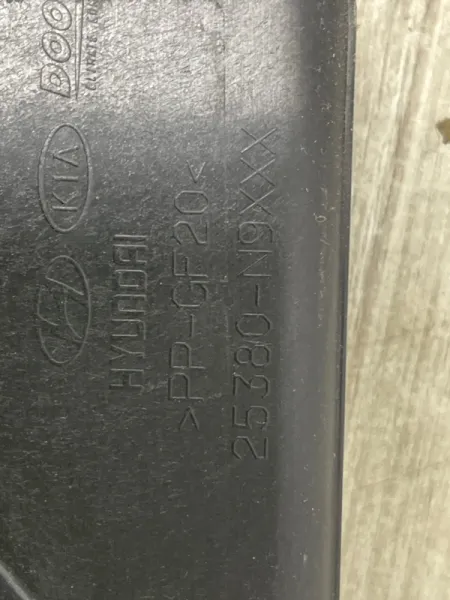 KIA
HYUNDAI
>PP-GF20<
25380-N9XXX